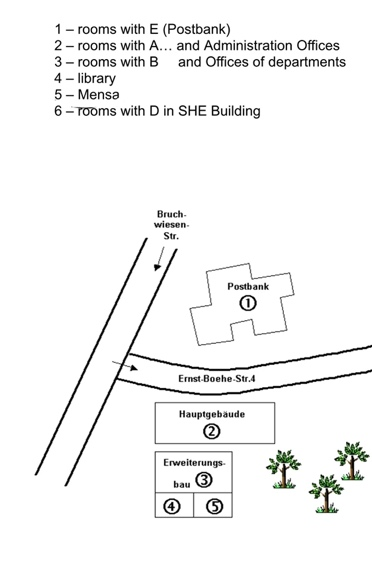 1 – rooms with E (Postbank)
2 – rooms with A… and Administration Offices
3 – rooms with B and Offices of departments
4 – library
5 – Mensa
6 – rooms with D in SHE Building
Bruch-
wiesen-
Str.
Postbank
1
Ernst-Boehe-Str.4
Hauptgebäude
2
Erweiterungs-
bau 3
4 5